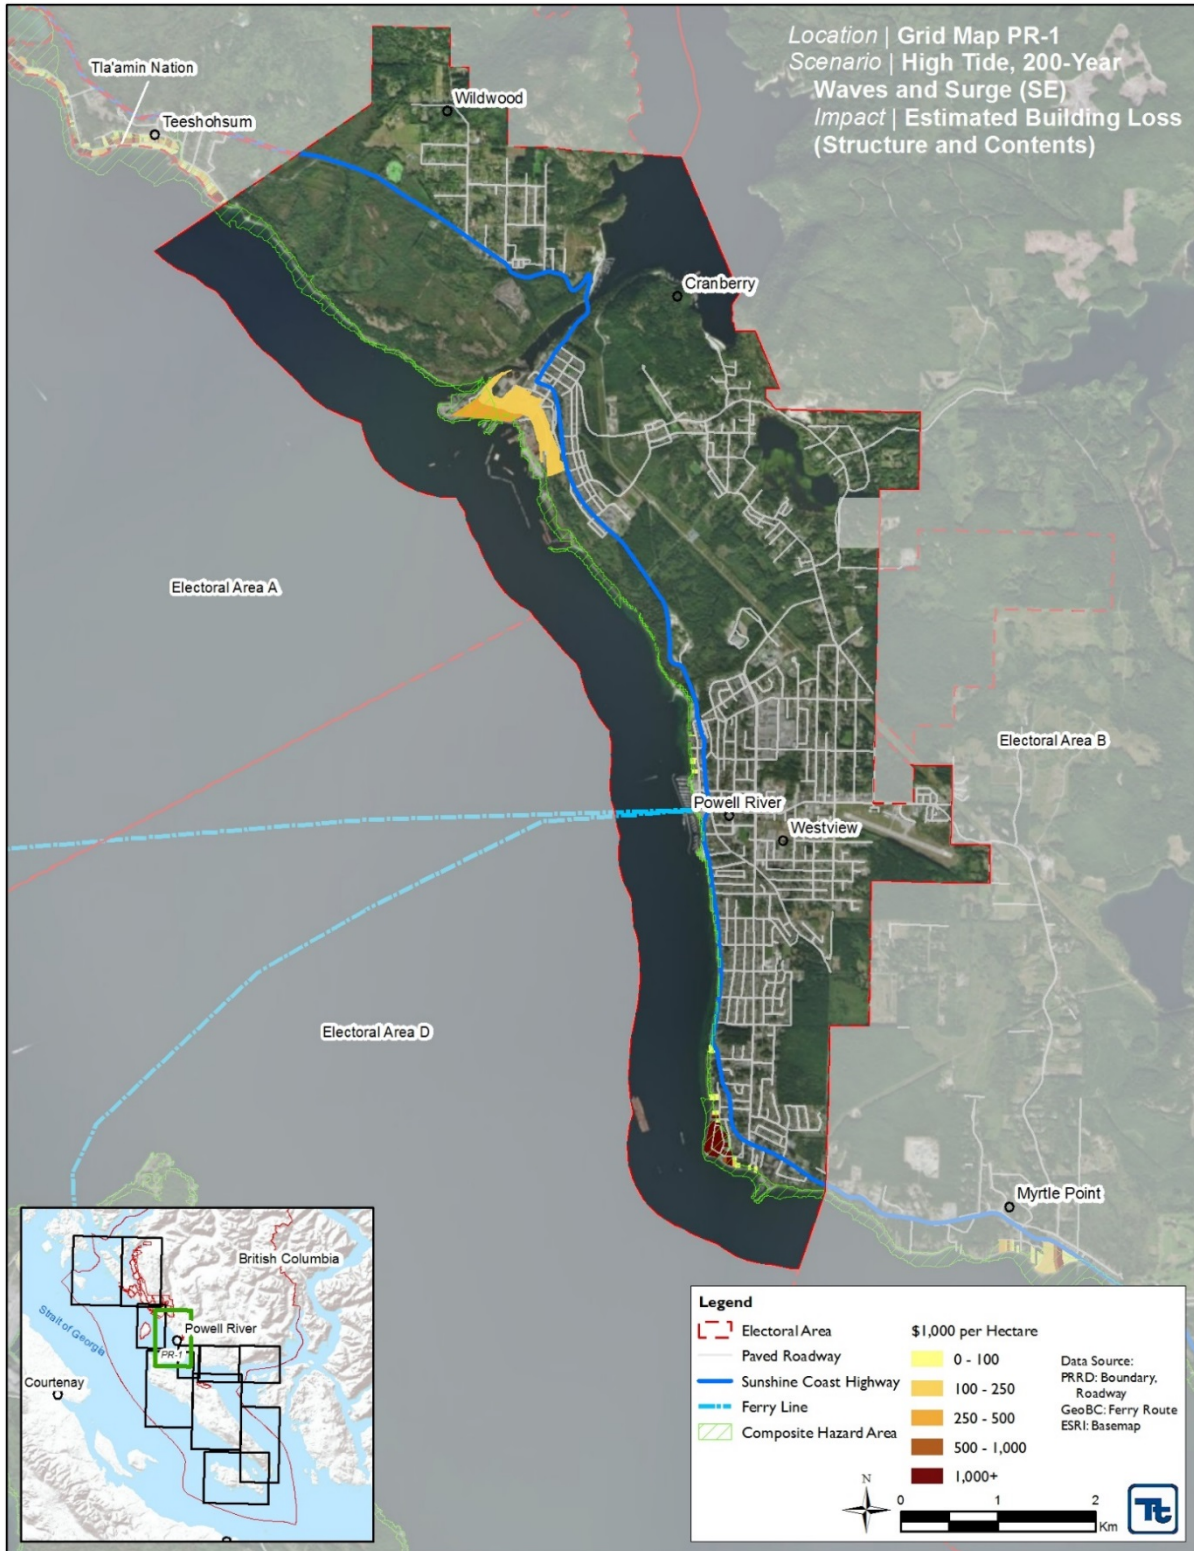 Location | Grid Map PR-1
Scenario | High Tide, 200-Year
Waves and Surge (SE)
Impact | Estimated Building Loss
(Structure and Contents)
Tla'amin Nation
Teeshohsum
Wildwood
Cranberry
Electoral Area A
Electoral Area B
Powell River
Westview
Electoral Area D
Myrtle Point
British Columbia
Strait of Georgia
Powell River
PR-1
Courtenay
Legend
Electoral Area
Paved Roadway
Sunshine Coast Highway
Ferry Line
Composite Hazard Area
$1,000 per Hectare
0 - 100
100 - 250
250 - 500
500 - 1,000
1,000+
Data Source:
PRRD: Boundary,
Roadway
GeoBC: Ferry Route
ESRI: Basemap
N
0 1 2
Km
Tt